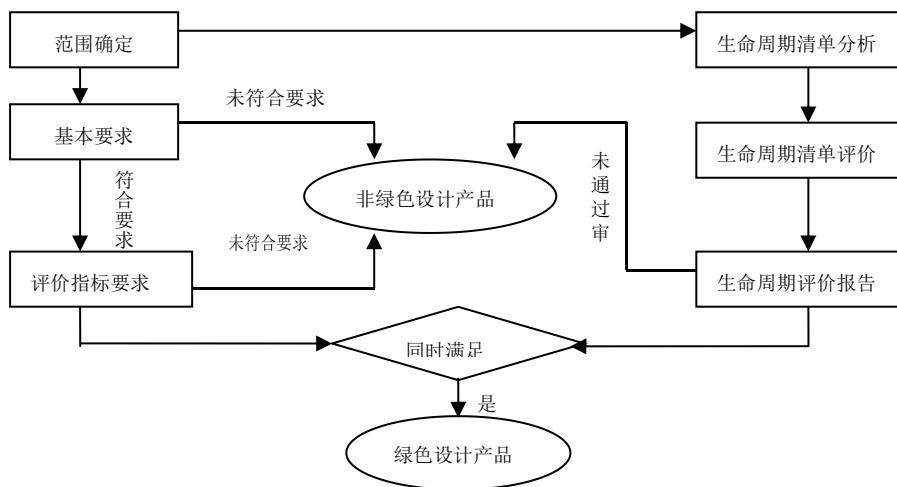 范围确定
生命周期清单分析
未符合要求
基本要求
生命周期清单评价
符合要求
未通过审
非绿色设计产品
未符合要求
评价指标要求
生命周期评价报告
同时满足
是
绿色设计产品